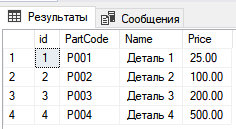 Результаты Сообщения
id PartCode Name Price
1 1 P001 Деталь 1 25.00
2 2 P002 Деталь 2 100.00
3 3 P003 Деталь 3 200.00
4 4 P004 Деталь 4 500.00